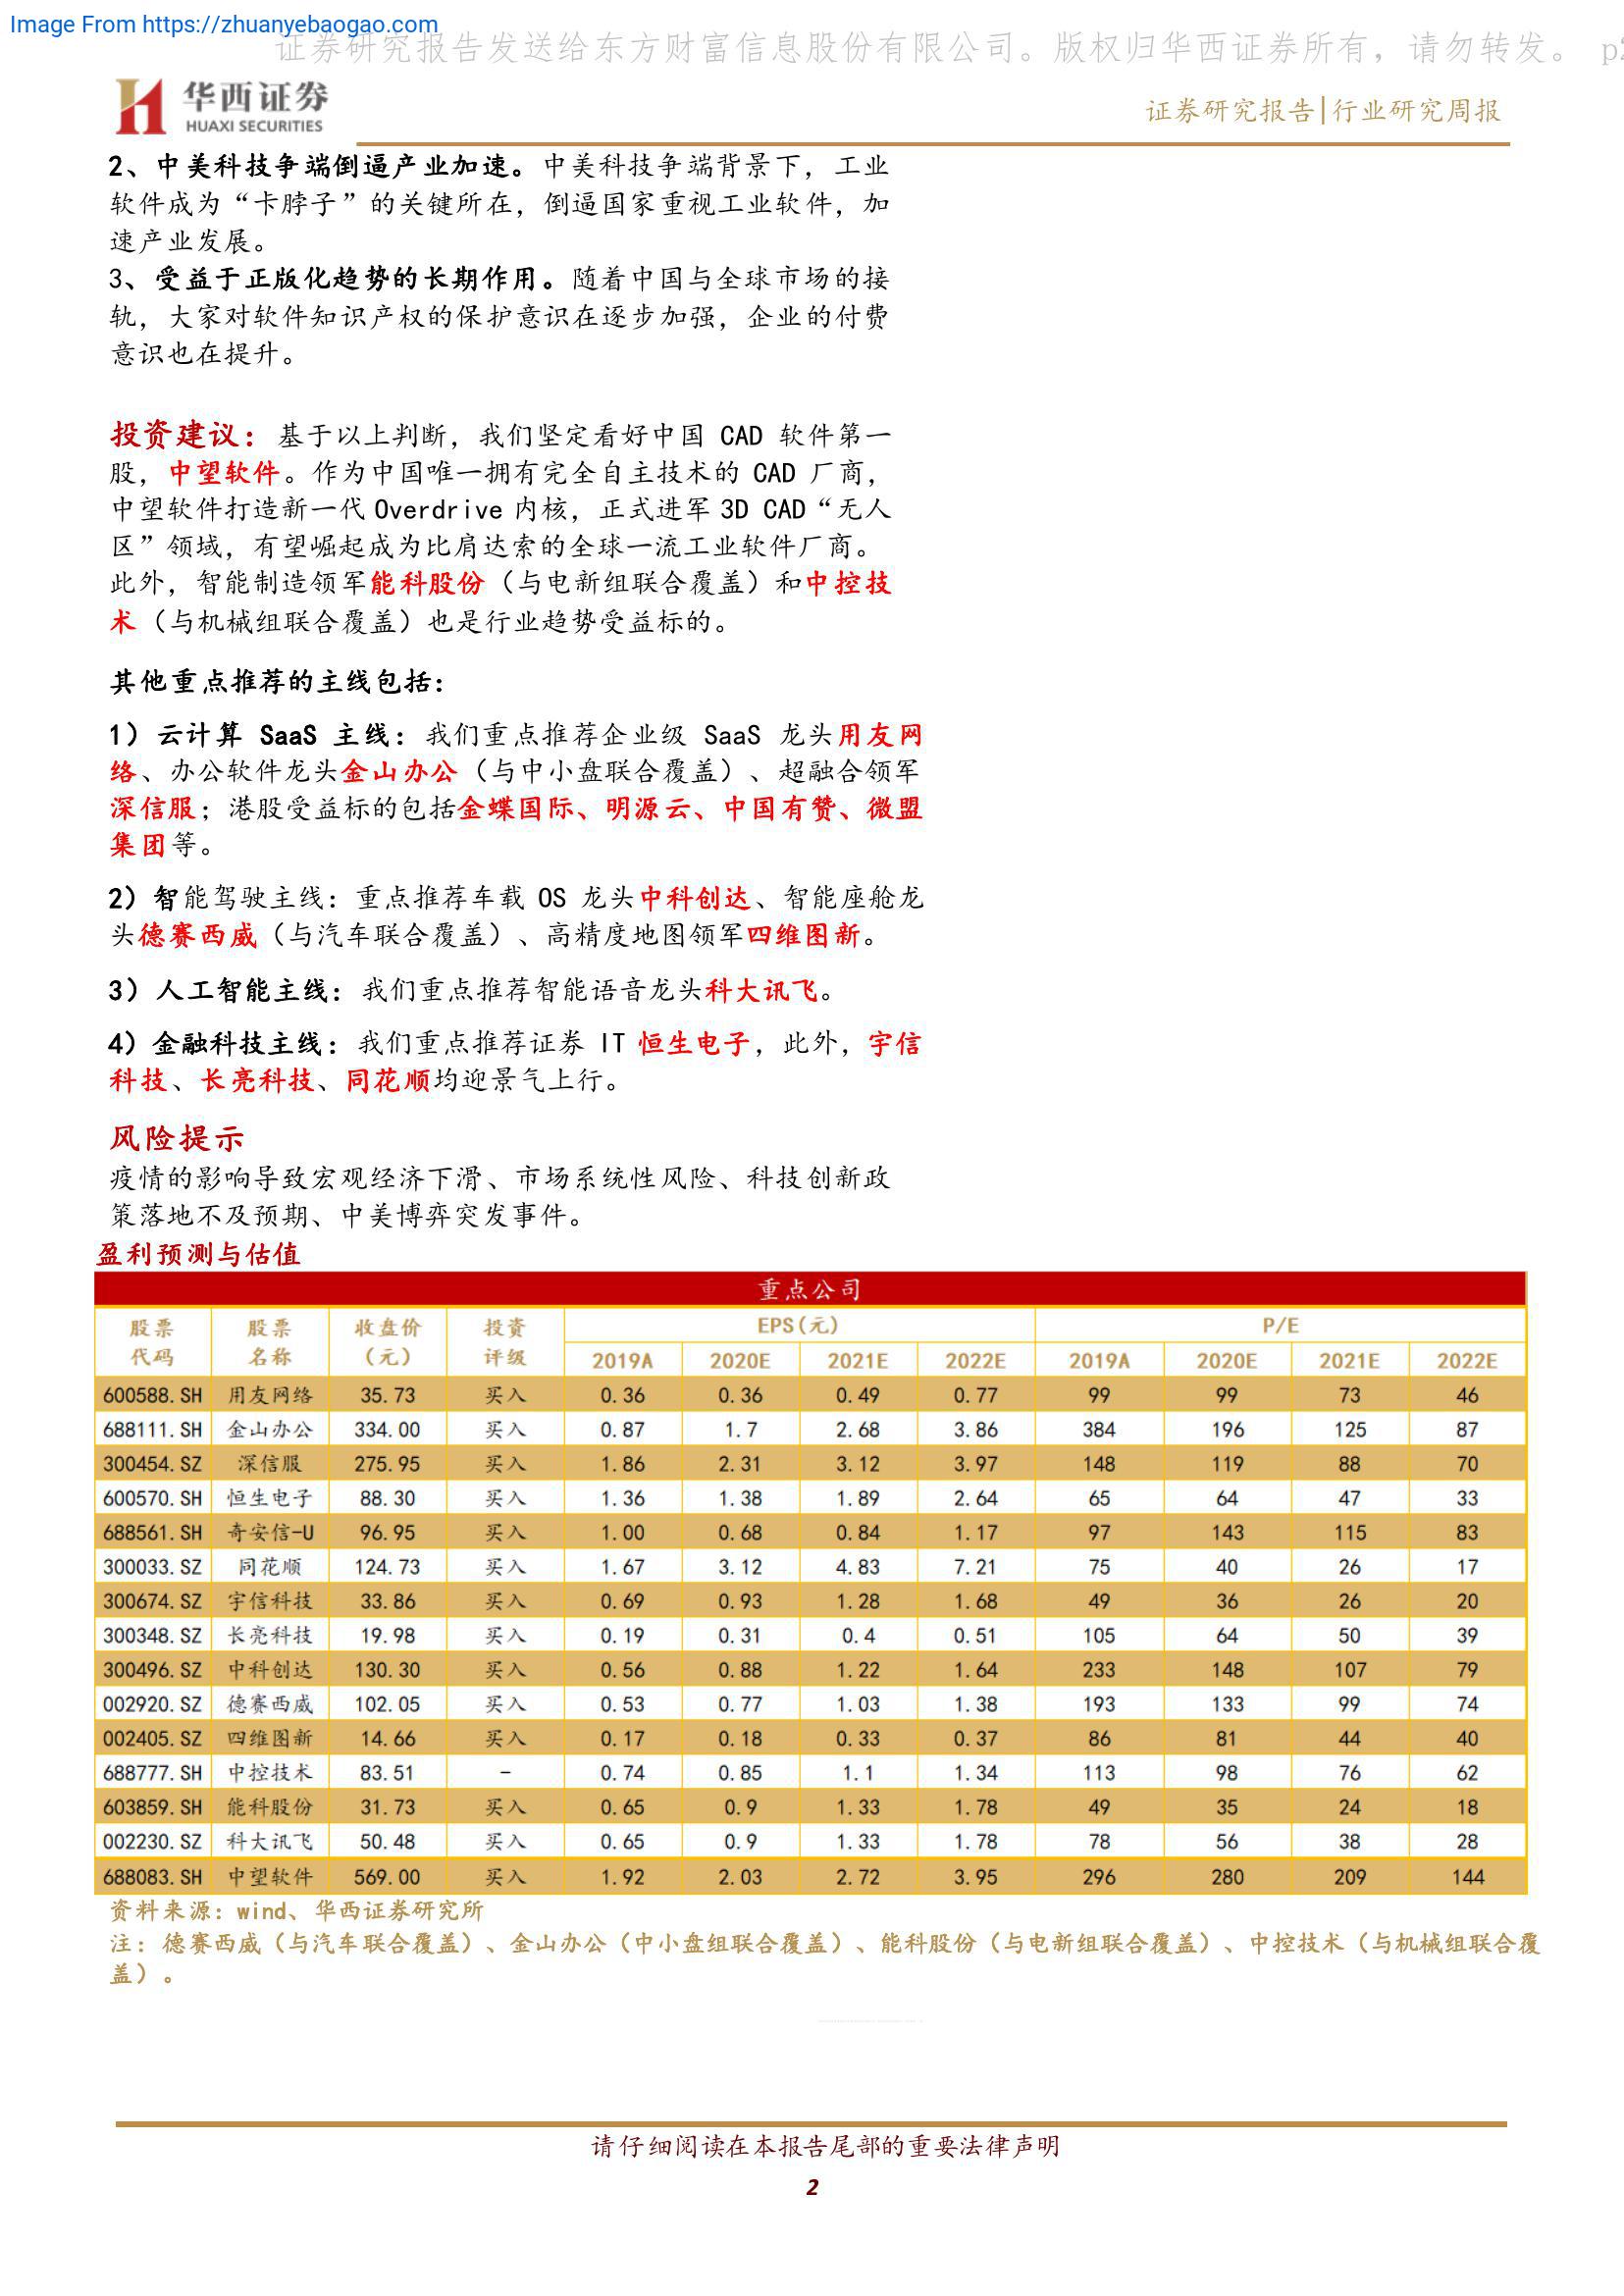 Image From https://zhuanyebaogao.com
证券研究报告发送给东方财富信息股份有限公司。版权归华西证券所有，请勿转发。 p2
华西证券
HUAXI SECURITIES
证券研究报告|行业研究周报
2、中美科技争端倒逼产业加速。中美科技争端背景下，工业
软件成为“卡脖子”的关键所在，倒逼国家重视工业软件，加
速产业发展。
3、受益于正版化趋势的长期作用。随着中国与全球市场的接
轨，大家对软件知识产权的保护意识在逐步加强，企业的付费
意识也在提升。
投资建议：基于以上判断，我们坚定看好中国 CAD 软件第一
股，中望软件。作为中国唯一拥有完全自主技术的 CAD 厂商，
中望软件打造新一代 Overdrive 内核，正式进军 3D CAD“无人
区”领域，有望崛起成为比肩达索的全球一流工业软件厂商。
此外，智能制造领军能科股份（与电新组联合覆盖）和中控技
术（与机械组联合覆盖）也是行业趋势受益标的。
其他重点推荐的主线包括：
1）云计算 SaaS 主线：我们重点推荐企业级 SaaS 龙头用友网
络、办公软件龙头金山办公（与中小盘联合覆盖）、超融合领军
深信服；港股受益标的包括金蝶国际、明源云、中国有赞、微盟
集团等。
2）智能驾驶主线：重点推荐车载 OS 龙头中科创达、智能座舱龙
头德赛西威（与汽车联合覆盖）、高精度地图领军四维图新。
3）人工智能主线：我们重点推荐智能语音龙头科大讯飞。
4）金融科技主线：我们重点推荐证券 IT 恒生电子，此外，宇信
科技、长亮科技、同花顺均迎景气上行。
风险提示
疫情的影响导致宏观经济下滑、市场系统性风险、科技创新政
策落地不及预期、中美博弈突发事件。
盈利预测与估值
重点公司
股票代码 股票名称 收盘价（元） 投资评级 EPS(元) P/E
2019A 2020E 2021E 2022E 2019A 2020E 2021E 2022E
600588.SH 用友网络 35.73 买入 0.36 0.36 0.49 0.77 99 99 73 46
688111.SH 金山办公 334.00 买入 0.87 1.7 2.68 3.86 384 196 125 87
300454.SZ 深信服 275.95 买入 1.86 2.31 3.12 3.97 148 119 88 70
600570.SH 恒生电子 88.30 买入 1.36 1.38 1.89 2.64 65 64 47 33
688561.SH 奇安信-U 96.95 买入 1.00 0.68 0.84 1.17 97 143 115 83
300033.SZ 同花顺 124.73 买入 1.67 3.12 4.83 7.21 75 40 26 17
300674.SZ 宇信科技 33.86 买入 0.69 0.93 1.28 1.68 49 36 26 20
300348.SZ 长亮科技 19.98 买入 0.19 0.31 0.4 0.51 105 64 50 39
300496.SZ 中科创达 130.30 买入 0.56 0.88 1.22 1.64 233 148 107 79
002920.SZ 德赛西威 102.05 买入 0.53 0.77 1.03 1.38 193 133 99 74
002405.SZ 四维图新 14.66 买入 0.17 0.18 0.33 0.37 86 81 44 40
688777.SH 中控技术 83.51 - 0.74 0.85 1.1 1.34 113 98 76 62
603859.SH 能科股份 31.73 买入 0.65 0.9 1.33 1.78 49 35 24 18
002230.SZ 科大讯飞 50.48 买入 0.65 0.9 1.33 1.78 78 56 38 28
688083.SH 中望软件 569.00 买入 1.92 2.03 2.72 3.95 296 280 209 144
资料来源：wind、华西证券研究所
注：德赛西威（与汽车联合覆盖）、金山办公（中小盘组联合覆盖）、能科股份（与电新组联合覆盖）、中控技术（与机械组联合覆
盖）。
请仔细阅读在本报告尾部的重要法律声明
2